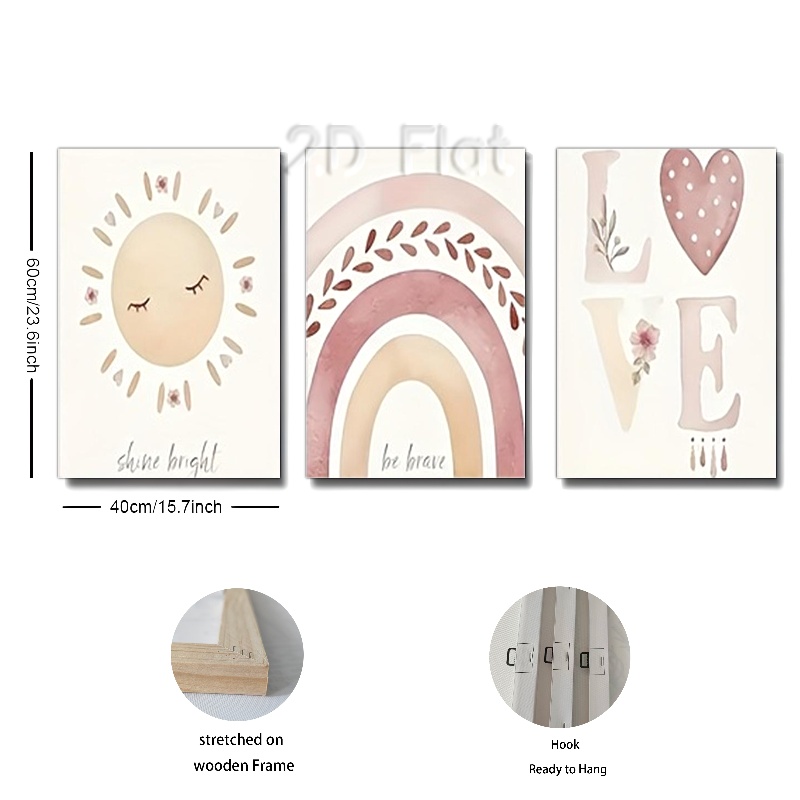 2D Flat
60cm/23.6inch
shine bright
be brave
L
V E
40cm/15.7inch
stretched on
wooden Frame
Hook
Ready to Hang